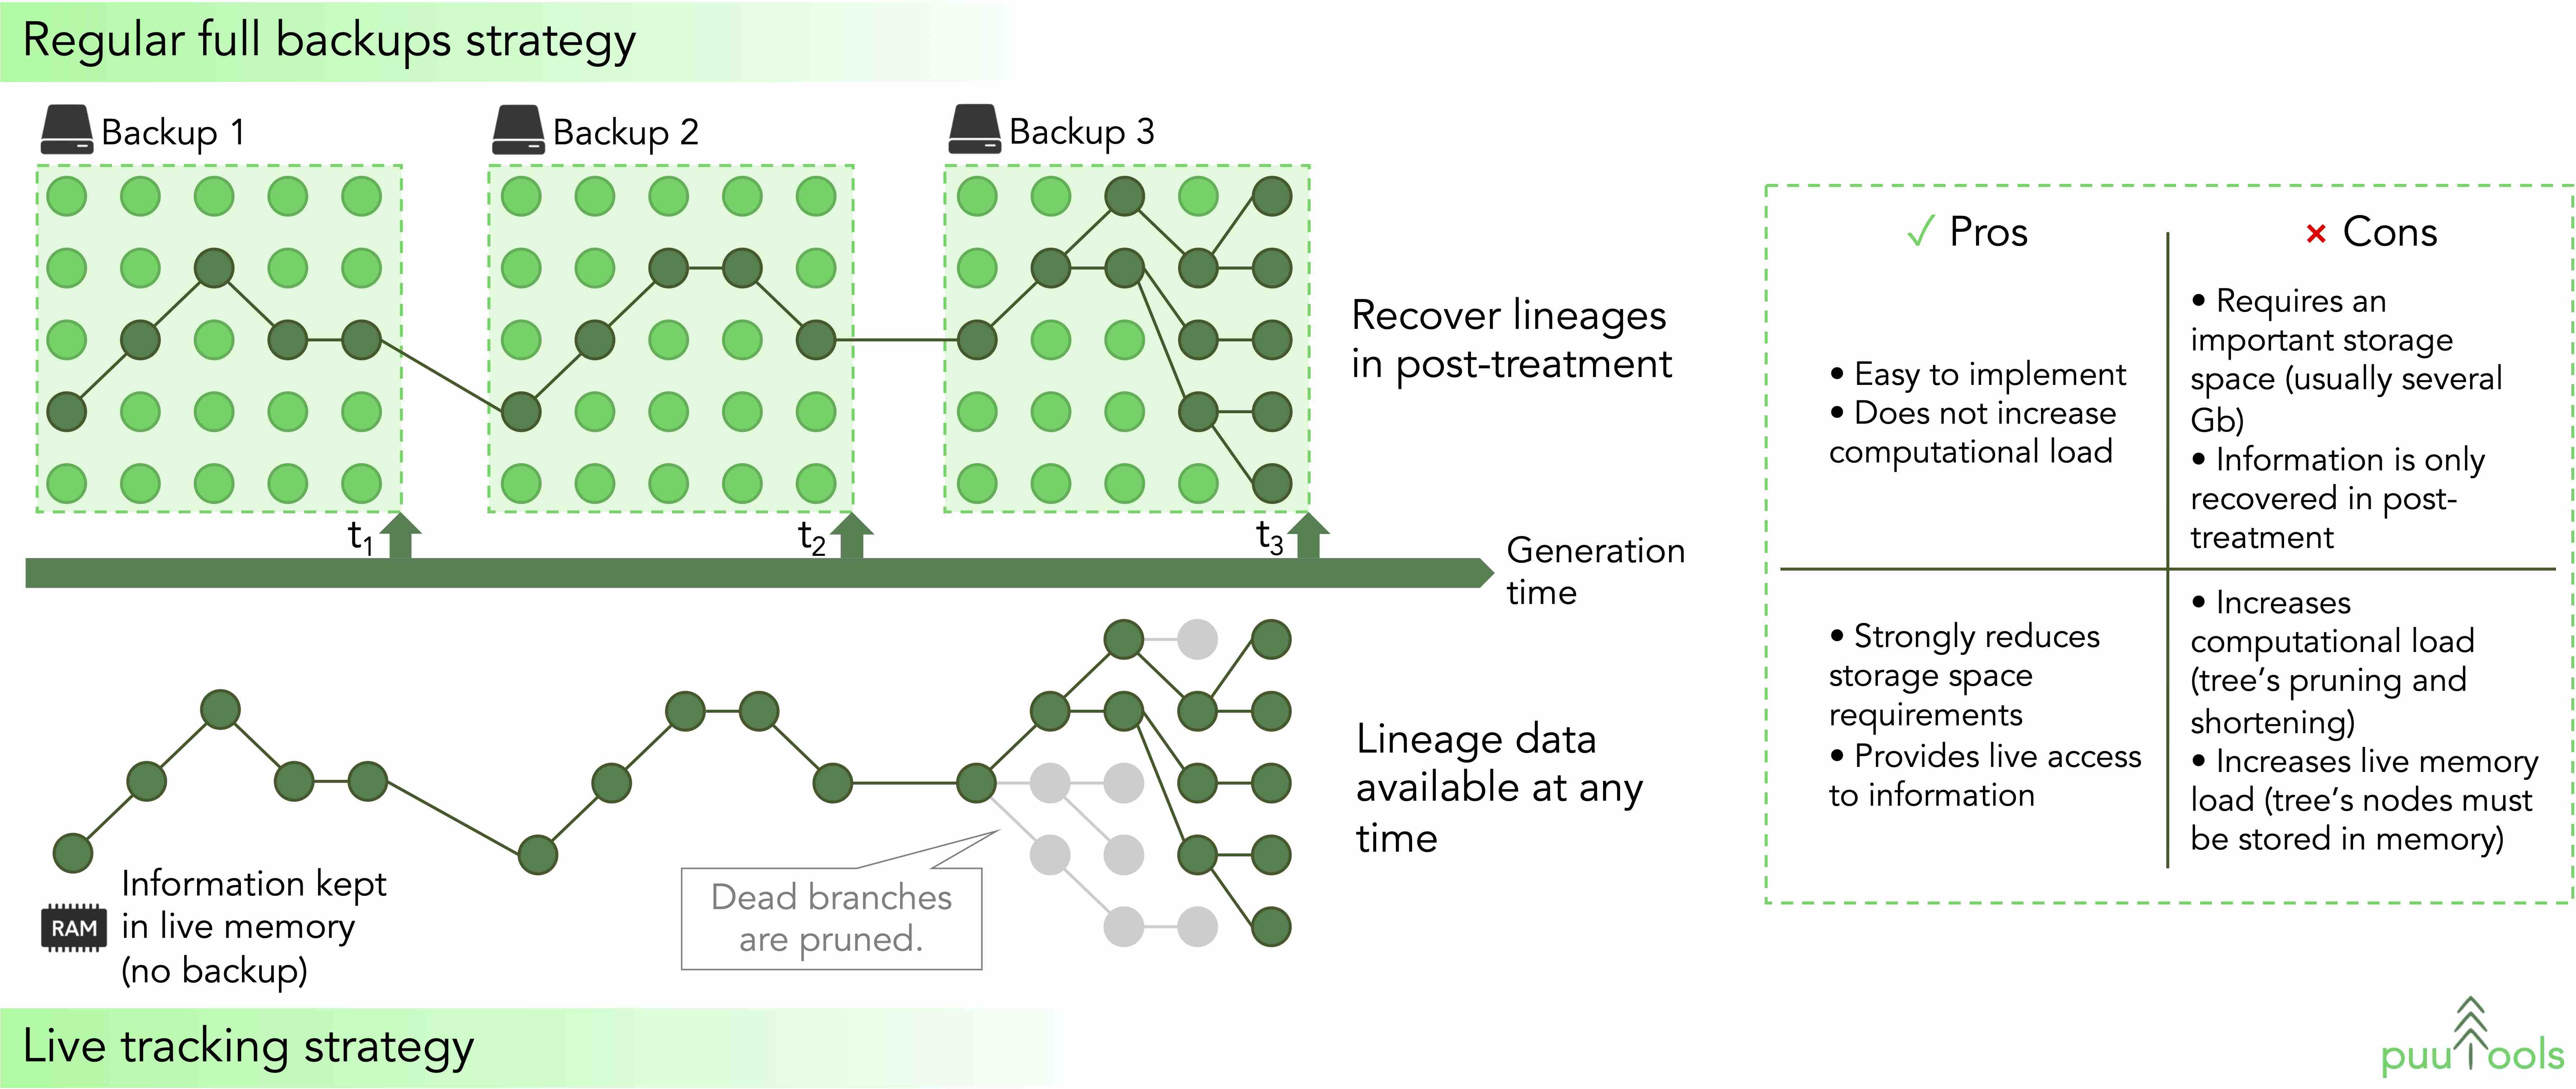 Regular full backups strategy
Backup 1
Backup 2
Backup 3
t1
t2
t3
Recover lineages
in post-treatment
Generation
time
✓ Pros
× Cons
• Easy to implement
• Does not increase
computational load
• Requires an
important storage
space (usually several
Gb)
• Information is only
recovered in post-
treatment
• Strongly reduces
storage space
requirements
• Provides live access
to information
• Increases
computational load
(tree’s pruning and
shortening)
• Increases live memory
load (tree’s nodes must
be stored in memory)
Lineage data
available at any
time
Dead branches
are pruned.
RAM
Information kept
in live memory
(no backup)
Live tracking strategy
puuTools